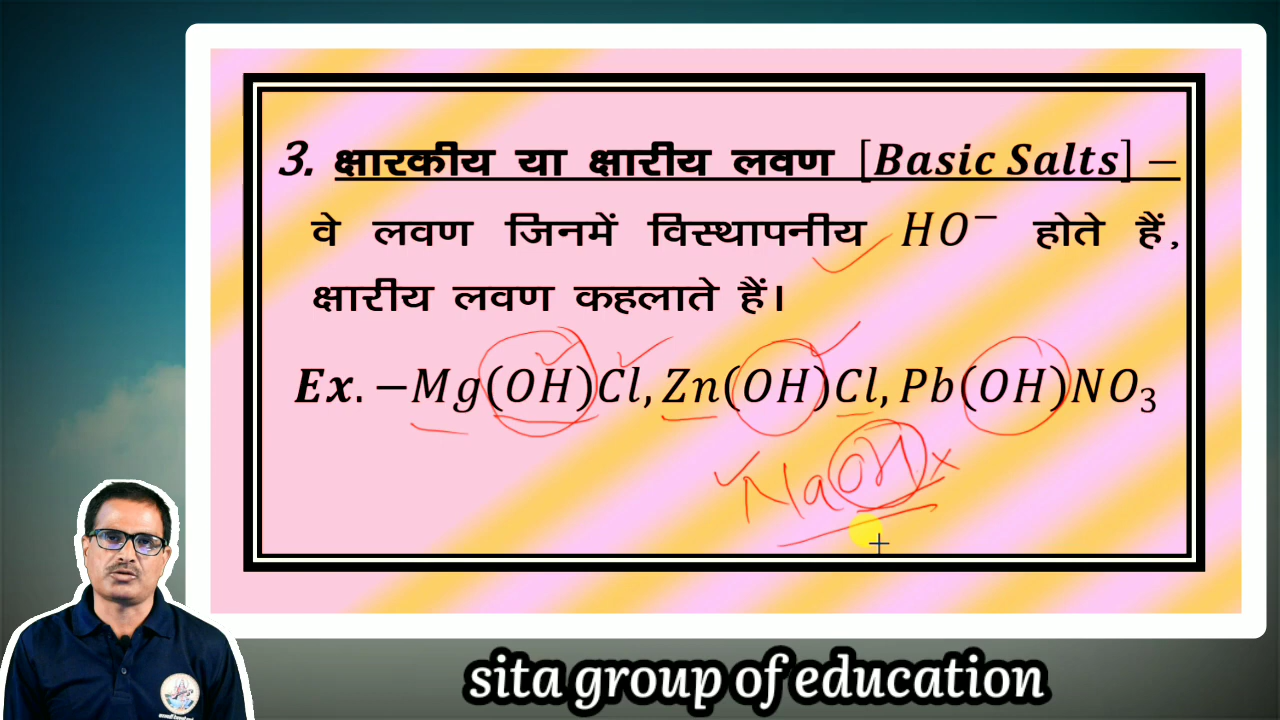 3. क्षारकीय या क्षारीय लवण [Basic Salts] –
वे लवण जिनमें विस्थापनीय HO⁻ होते हैं,
क्षारीय लवण कहलाते हैं।
Ex. –Mg(OH)Cl, Zn(OH)Cl, Pb(OH)NO₃
NaOH
sita group of education